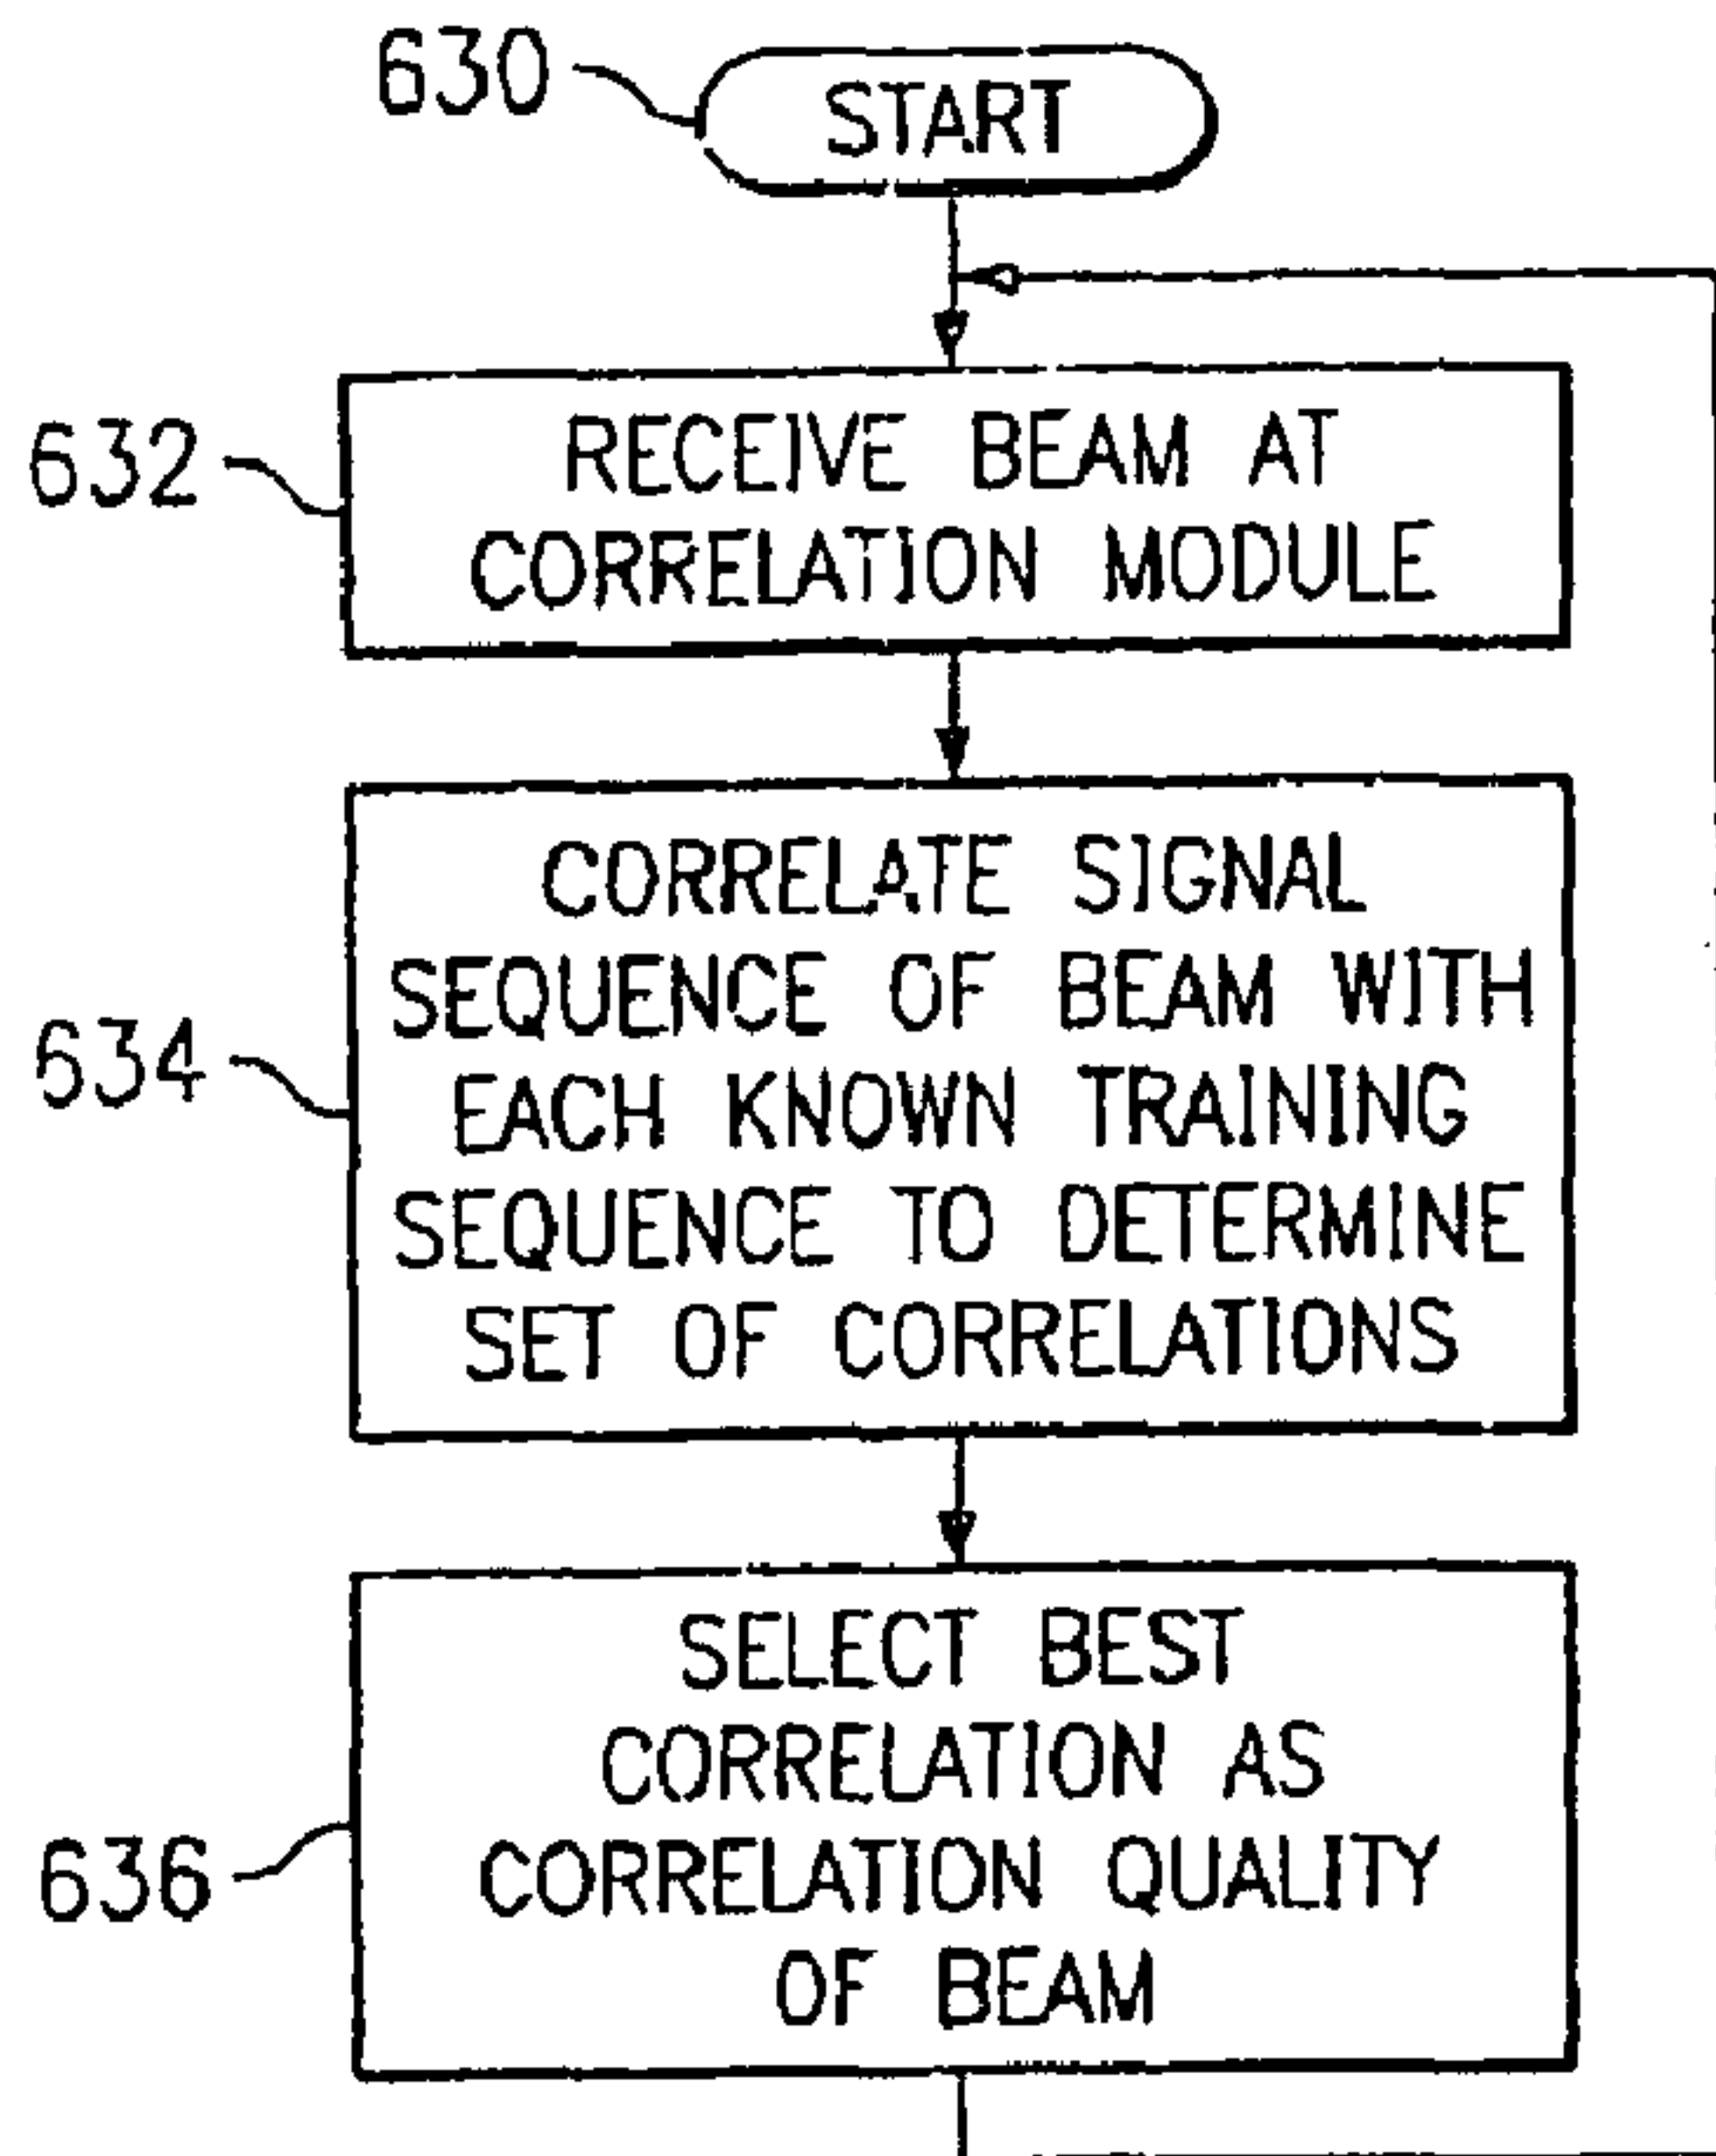 630
START
632
RECEIVE BEAM AT
CORRELATION MODULE
634
CORRELATE SIGNAL
SEQUENCE OF BEAM WITH
EACH KNOWN TRAINING
SEQUENCE TO DETERMINE
SET OF CORRELATIONS
636
SELECT BEST
CORRELATION AS
CORRELATION QUALITY
OF BEAM